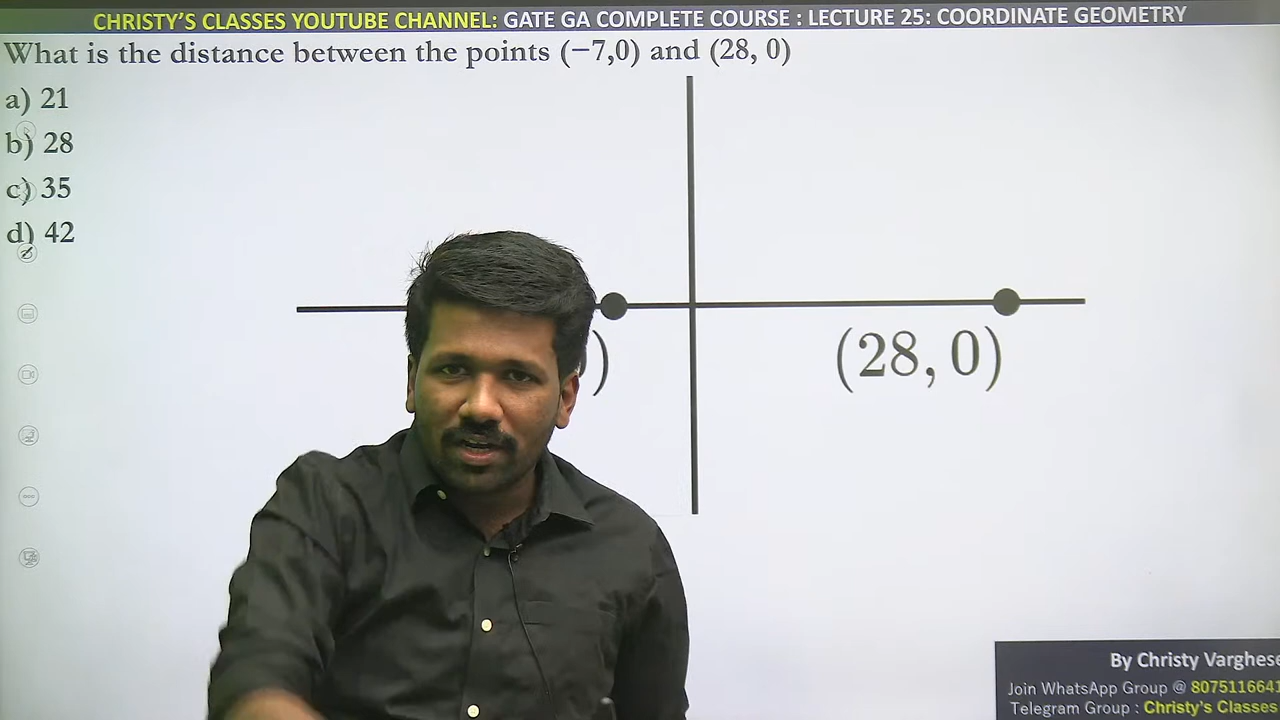 CHRISTY'S CLASSES YOUTUBE CHANNEL: GATE GA COMPLETE COURSE : LECTURE 25: COORDINATE GEOMETRY
What is the distance between the points (−7,0) and (28, 0)
a) 21
b) 28
c) 35
d) 42
)
(28, 0)
By Christy Varghese
Join WhatsApp Group @ 8075116641
Telegram Group : Christy's Classes